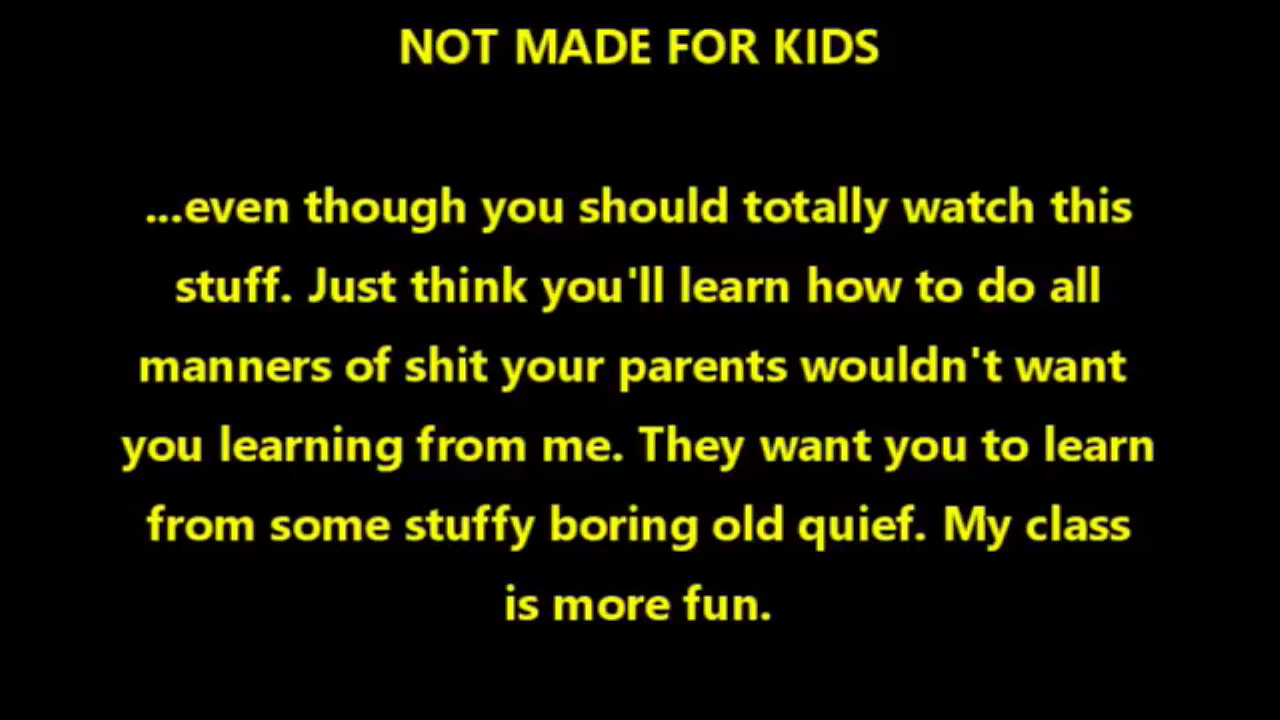 NOT MADE FOR KIDS
...even though you should totally watch this
stuff. Just think you'll learn how to do all
manners of shit your parents wouldn't want
you learning from me. They want you to learn
from some stuffy boring old quief. My class
is more fun.